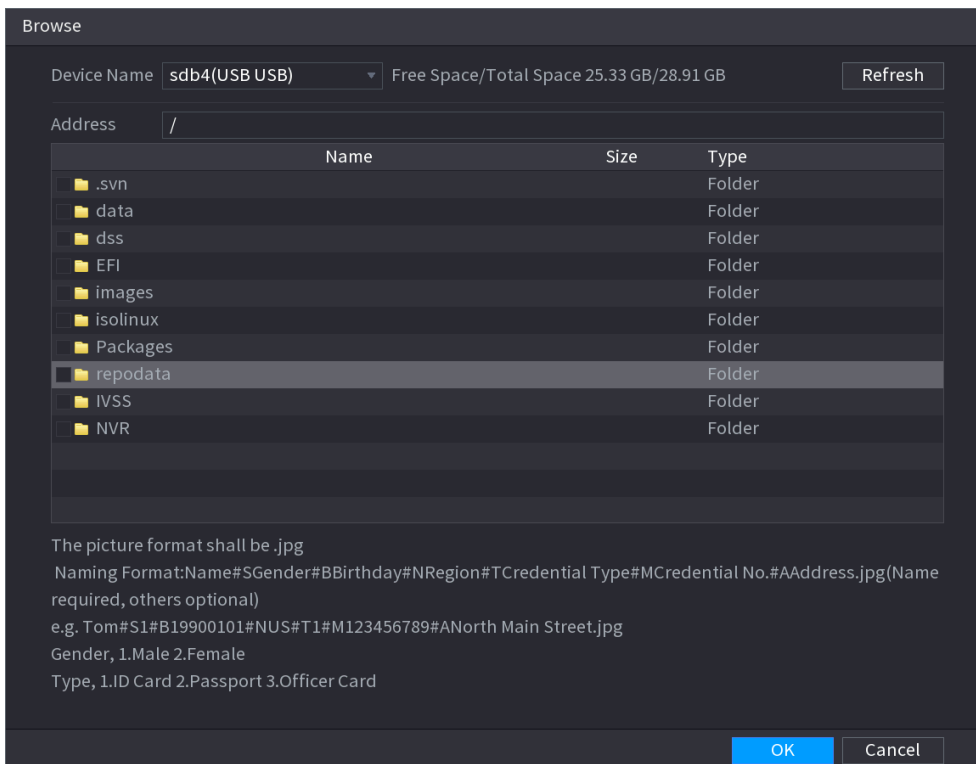 Browse
Device Name sdb4(USB USB) Free Space/Total Space 25.33 GB/28.91 GB Refresh
Address /
Name Size Type
.svn Folder
data Folder
dss Folder
EFI Folder
images Folder
isolinux Folder
Packages Folder
repodata Folder
IVSS Folder
NVR Folder
The picture format shall be .jpg
Naming Format:Name#SGender#BBirthday#NRegion#TCredential Type#MCredential No.#AAddress.jpg(Name
required, others optional)
e.g. Tom#S1#B19900101#NUS#T1#M123456789#ANorth Main Street.jpg
Gender, 1.Male 2.Female
Type, 1.ID Card 2.Passport 3.Officer Card
OK Cancel